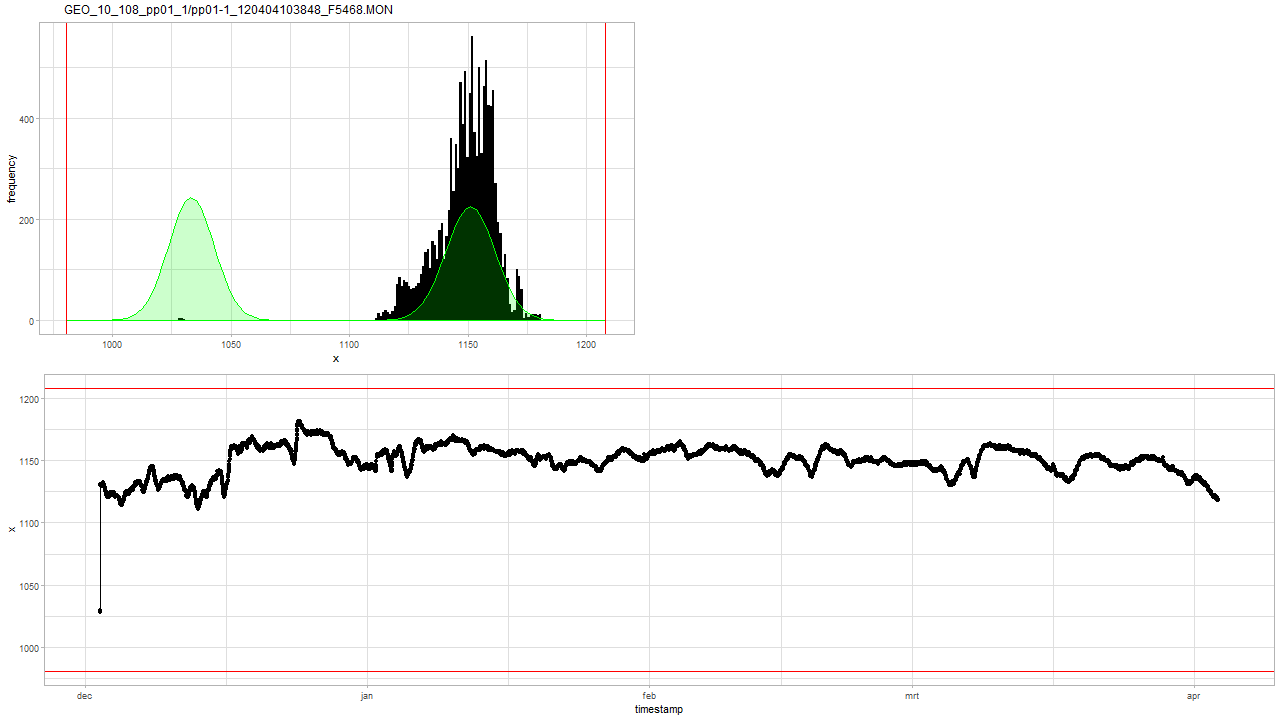 GEO_10_108_pp01_1/pp01-1_120404103848_F5468.MON
frequency
400
200
0
1000
1050
1100
1150
1200
x
x
1200
1150
1100
1050
1000
dec
jan
feb
mrt
apr
timestamp